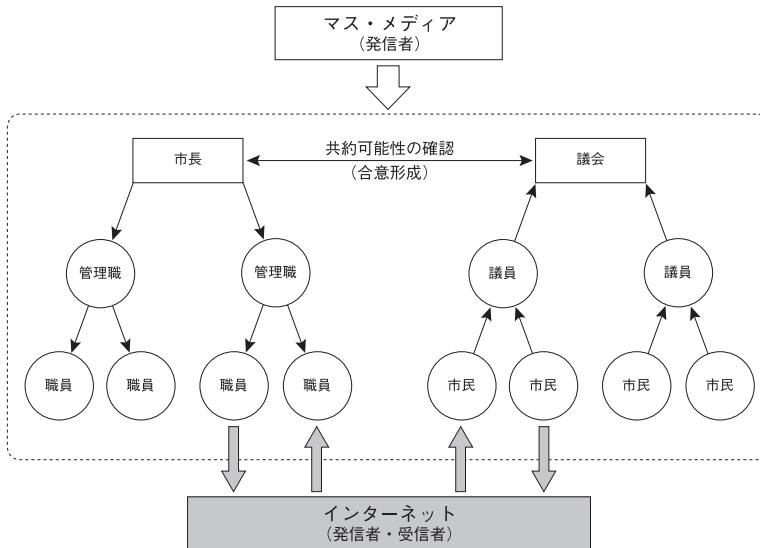 マス・メディア
（発信者）
市長
共約可能性の確認
（合意形成）
議会
管理職
管理職
議員
議員
職員
職員
職員
職員
市民
市民
市民
市民
インターネット
（発信者・受信者）